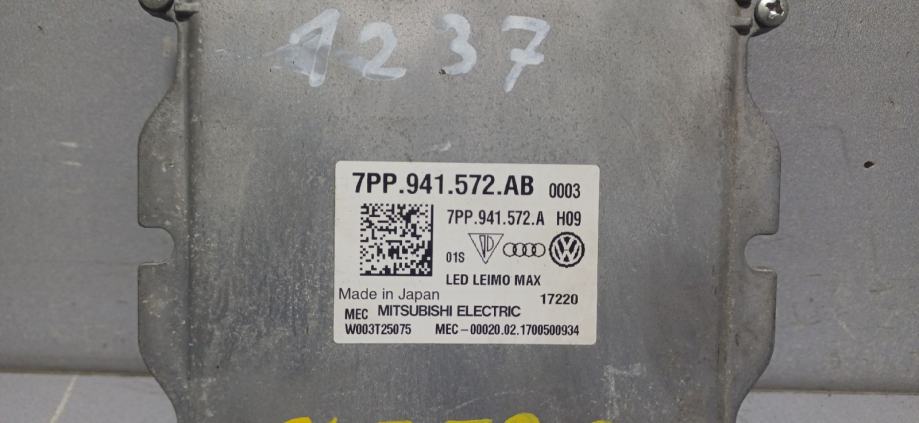 1237
7PP.941.572.AB 0003
7PP.941.572.A H09
01S
LED LEIMO MAX
Made in Japan 17220
MEC MITSUBISHI ELECTRIC
W003T25075 MEC-00020.02.1700500934